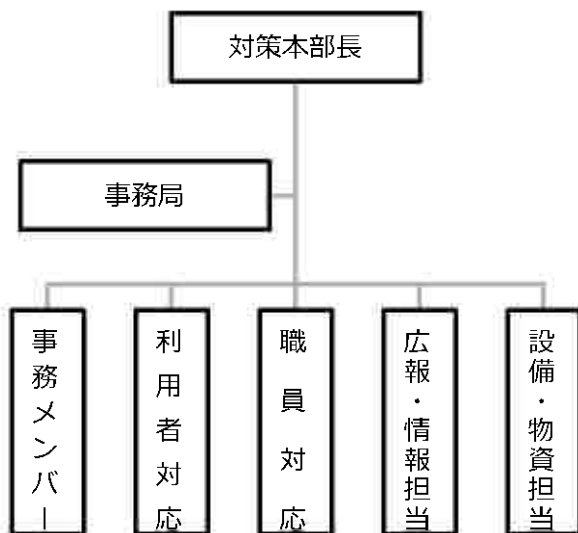 対策本部長
事務局
事務メンバー
利用者対応
職員対応
広報・情報担当
設備・物資担当